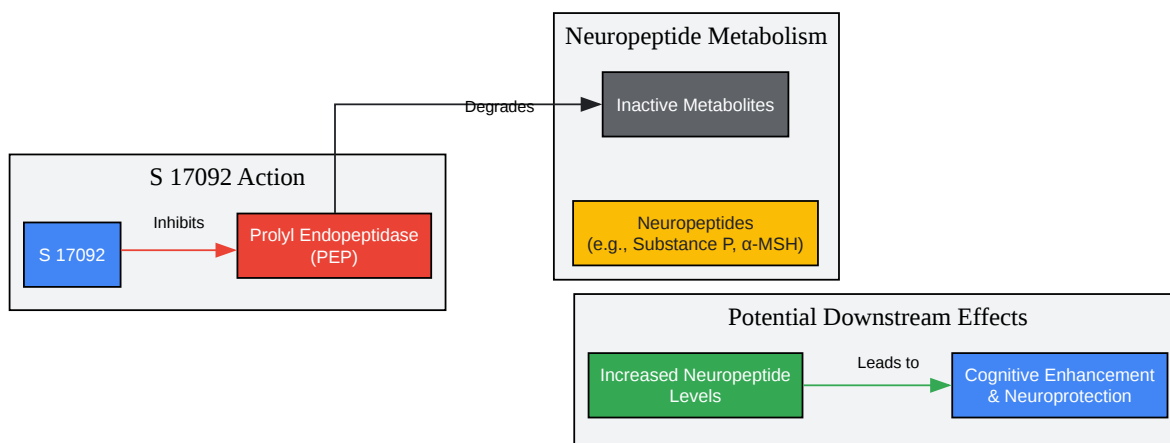 Neuropeptide Metabolism
Degrades
Inactive Metabolites
S 17092 Action
Inhibits
S 17092
Prolyl Endopeptidase
(PEP)
Neuropeptides
(e.g., Substance P, α-MSH)
Potential Downstream Effects
Increased Neuropeptide
Levels
Leads to
Cognitive Enhancement
& Neuroprotection